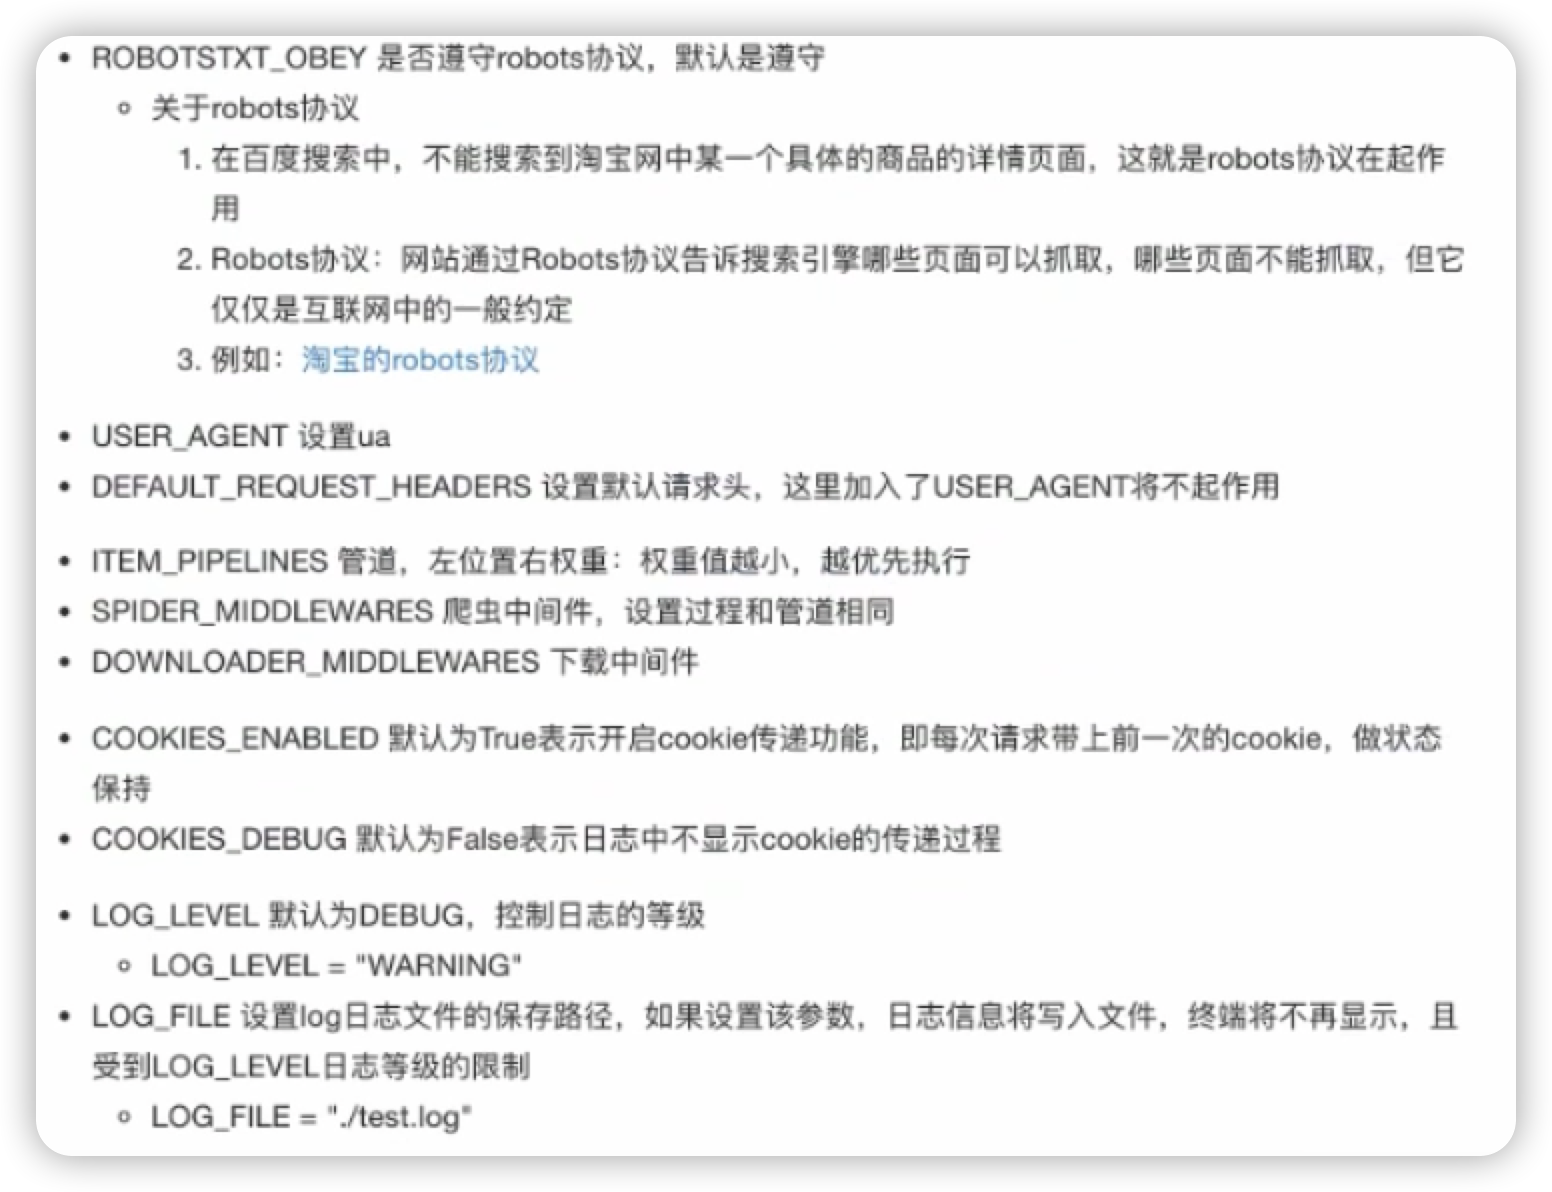 • ROBOTSTXT_OBEY 是否遵守robots协议，默认是遵守
◦ 关于robots协议
1. 在百度搜索中，不能搜索到淘宝网中某一个具体的商品的详情页面，这就是robots协议在起作
用
2. Robots协议：网站通过Robots协议告诉搜索引擎哪些页面可以抓取，哪些页面不能抓取，但它
仅仅是互联网中的一般约定
3. 例如：淘宝的robots协议
• USER_AGENT 设置ua
• DEFAULT_REQUEST_HEADERS 设置默认请求头，这里加入了USER_AGENT将不起作用
• ITEM_PIPELINES 管道，左位置右权重：权重值越小，越优先执行
• SPIDER_MIDDLEWARES 爬虫中间件，设置过程和管道相同
• DOWNLOADER_MIDDLEWARES 下载中间件
• COOKIES_ENABLED 默认为True表示开启cookie传递功能，即每次请求带上前一次的cookie，做状态
保持
• COOKIES_DEBUG 默认为False表示日志中不显示cookie的传递过程
• LOG_LEVEL 默认为DEBUG，控制日志的等级
◦ LOG_LEVEL = "WARNING"
• LOG_FILE 设置log日志文件的保存路径，如果设置该参数，日志信息将写入文件，终端将不再显示，且
受到LOG_LEVEL日志等级的限制
◦ LOG_FILE = "./test.log"